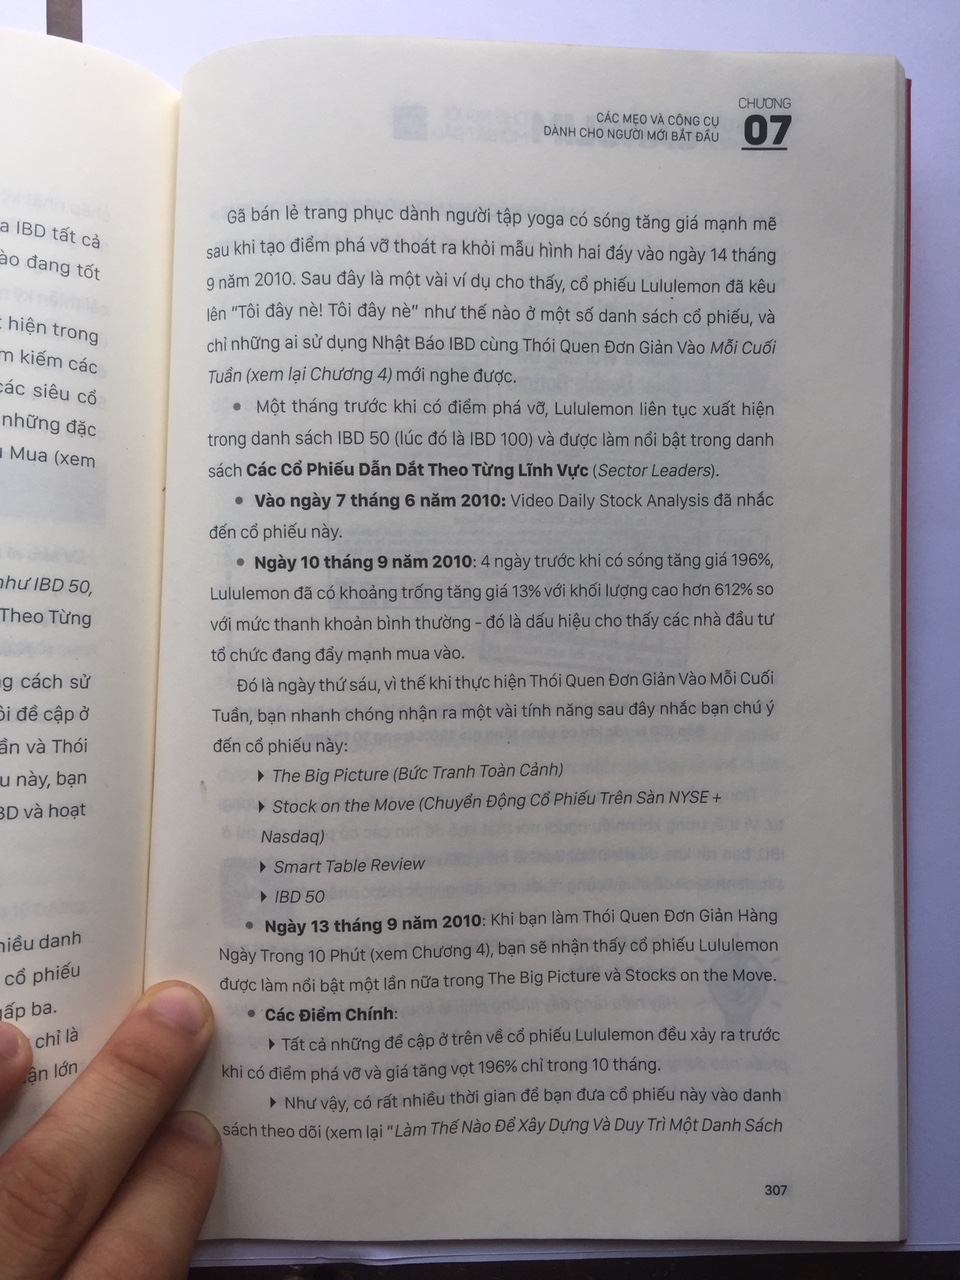 a IBD tất cả
ào đang tốt
hiện trong
m kiếm các
các siêu cổ
những đặc
Mua (xem
như IBD 50,
Theo Từng
g cách sử
ôi đề cập ở
ần và Thói
u này, bạn
BD và hoạt
hiều danh
cổ phiếu
gấp ba.
chỉ là
ận lớn
CHƯƠNG
07
CÁC MẸO VÀ CÔNG CỤ
DÀNH CHO NGƯỜI MỚI BẮT ĐẦU
Gã bán lẻ trang phục dành người tập yoga có sóng tăng giá mạnh mẽ
sau khi tạo điểm phá vỡ thoát ra khỏi mẫu hình hai đáy vào ngày 14 tháng
9 năm 2010. Sau đây là một vài ví dụ cho thấy, cổ phiếu Lululemon đã kêu
lên "Tôi đây nè! Tôi đây nè" như thế nào ở một số danh sách cổ phiếu, và
chỉ những ai sử dụng Nhật Báo IBD cùng Thói Quen Đơn Giản Vào Mỗi Cuối
Tuần (xem lại Chương 4) mới nghe được.
• Một tháng trước khi có điểm phá vỡ, Lululemon liên tục xuất hiện
trong danh sách IBD 50 (lúc đó là IBD 100) và được làm nổi bật trong danh
sách Các Cổ Phiếu Dẫn Dắt Theo Từng Lĩnh Vực (Sector Leaders).
• Vào ngày 7 tháng 6 năm 2010: Video Daily Stock Analysis đã nhắc
đến cổ phiếu này.
• Ngày 10 tháng 9 năm 2010: 4 ngày trước khi có sóng tăng giá 196%,
Lululemon đã có khoảng trống tăng giá 13% với khối lượng cao hơn 612% so
với mức thanh khoản bình thường - đó là dấu hiệu cho thấy các nhà đầu tư
tổ chức đang đẩy mạnh mua vào.
Đó là ngày thứ sáu, vì thế khi thực hiện Thói Quen Đơn Giản Vào Mỗi Cuối
Tuần, bạn nhanh chóng nhận ra một vài tính năng sau đây nhắc bạn chú ý
đến cổ phiếu này:
The Big Picture (Bức Tranh Toàn Cảnh)
Stock on the Move (Chuyển Động Cổ Phiếu Trên Sàn NYSE +
Nasdaq)
Smart Table Review
IBD 50
• Ngày 13 tháng 9 năm 2010: Khi bạn làm Thói Quen Đơn Giản Hàng
Ngày Trong 10 Phút (xem Chương 4), bạn sẽ nhận thấy cổ phiếu Lululemon
được làm nổi bật một lần nữa trong The Big Picture và Stocks on the Move.
• Các Điểm Chính:
Tất cả những để cập ở trên về cổ phiếu Lululemon đều xảy ra trước
khi có điểm phá vỡ và giá tăng vọt 196% chỉ trong 10 tháng.
Như vậy, có rất nhiều thời gian để bạn đưa cổ phiếu này vào danh
sách theo dõi (xem lại "Làm Thế Nào Để Xây Dựng Và Duy Trì Một Danh Sách
307